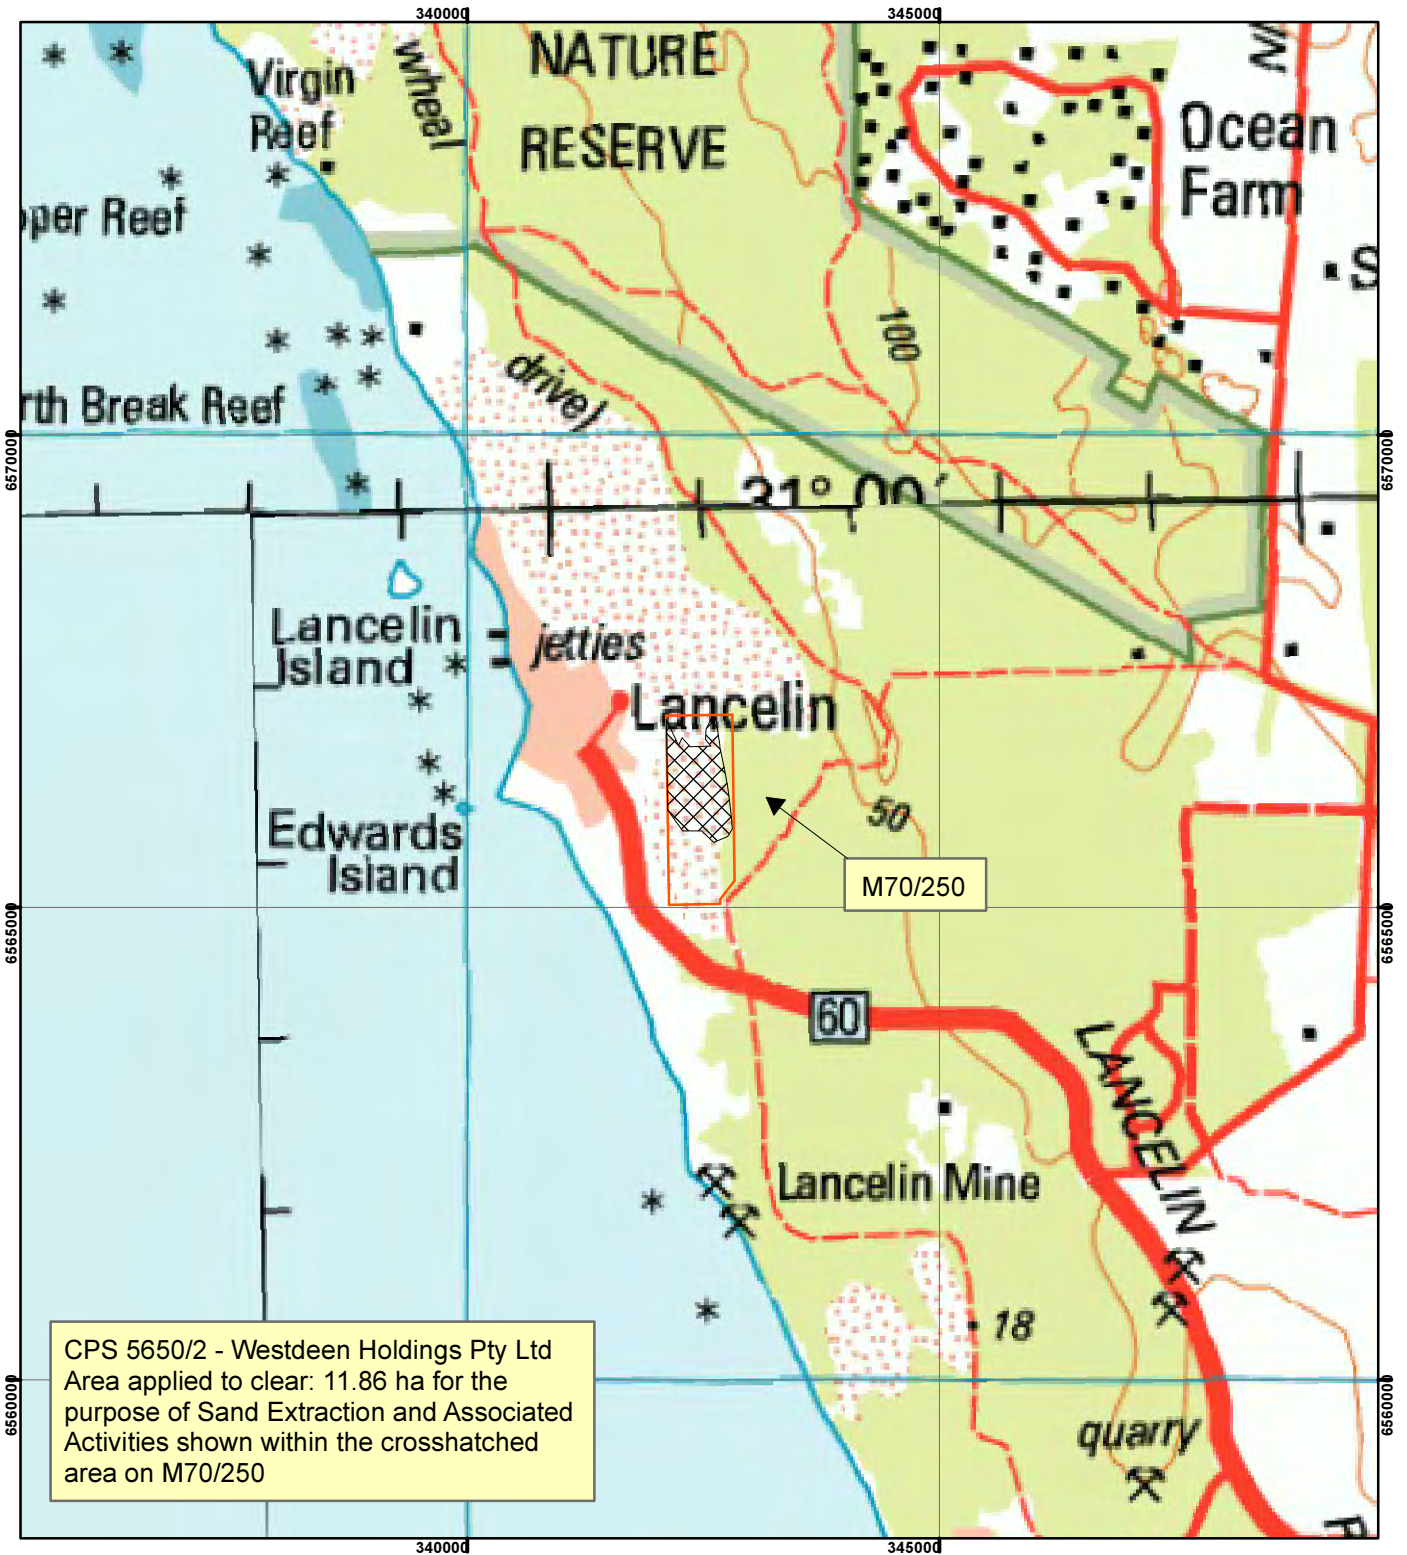 340000
345000
NATURE
RESERVE
wheel
Virgin
Reef
Ocean
Farm
per Reef
S
100
drive)
rth Break Reef
6570000
6570000
31° 00′
Lancelin
Island
jetties
Lancelin
Edwards
Island
50
M70/250
6565000
6565000
60
LANCELIN
Lancelin Mine
18
CPS 5650/2 - Westdeen Holdings Pty Ltd
Area applied to clear: 11.86 ha for the
purpose of Sand Extraction and Associated
Activities shown within the crosshatched
area on M70/250
6560000
6560000
quarry
340000
345000